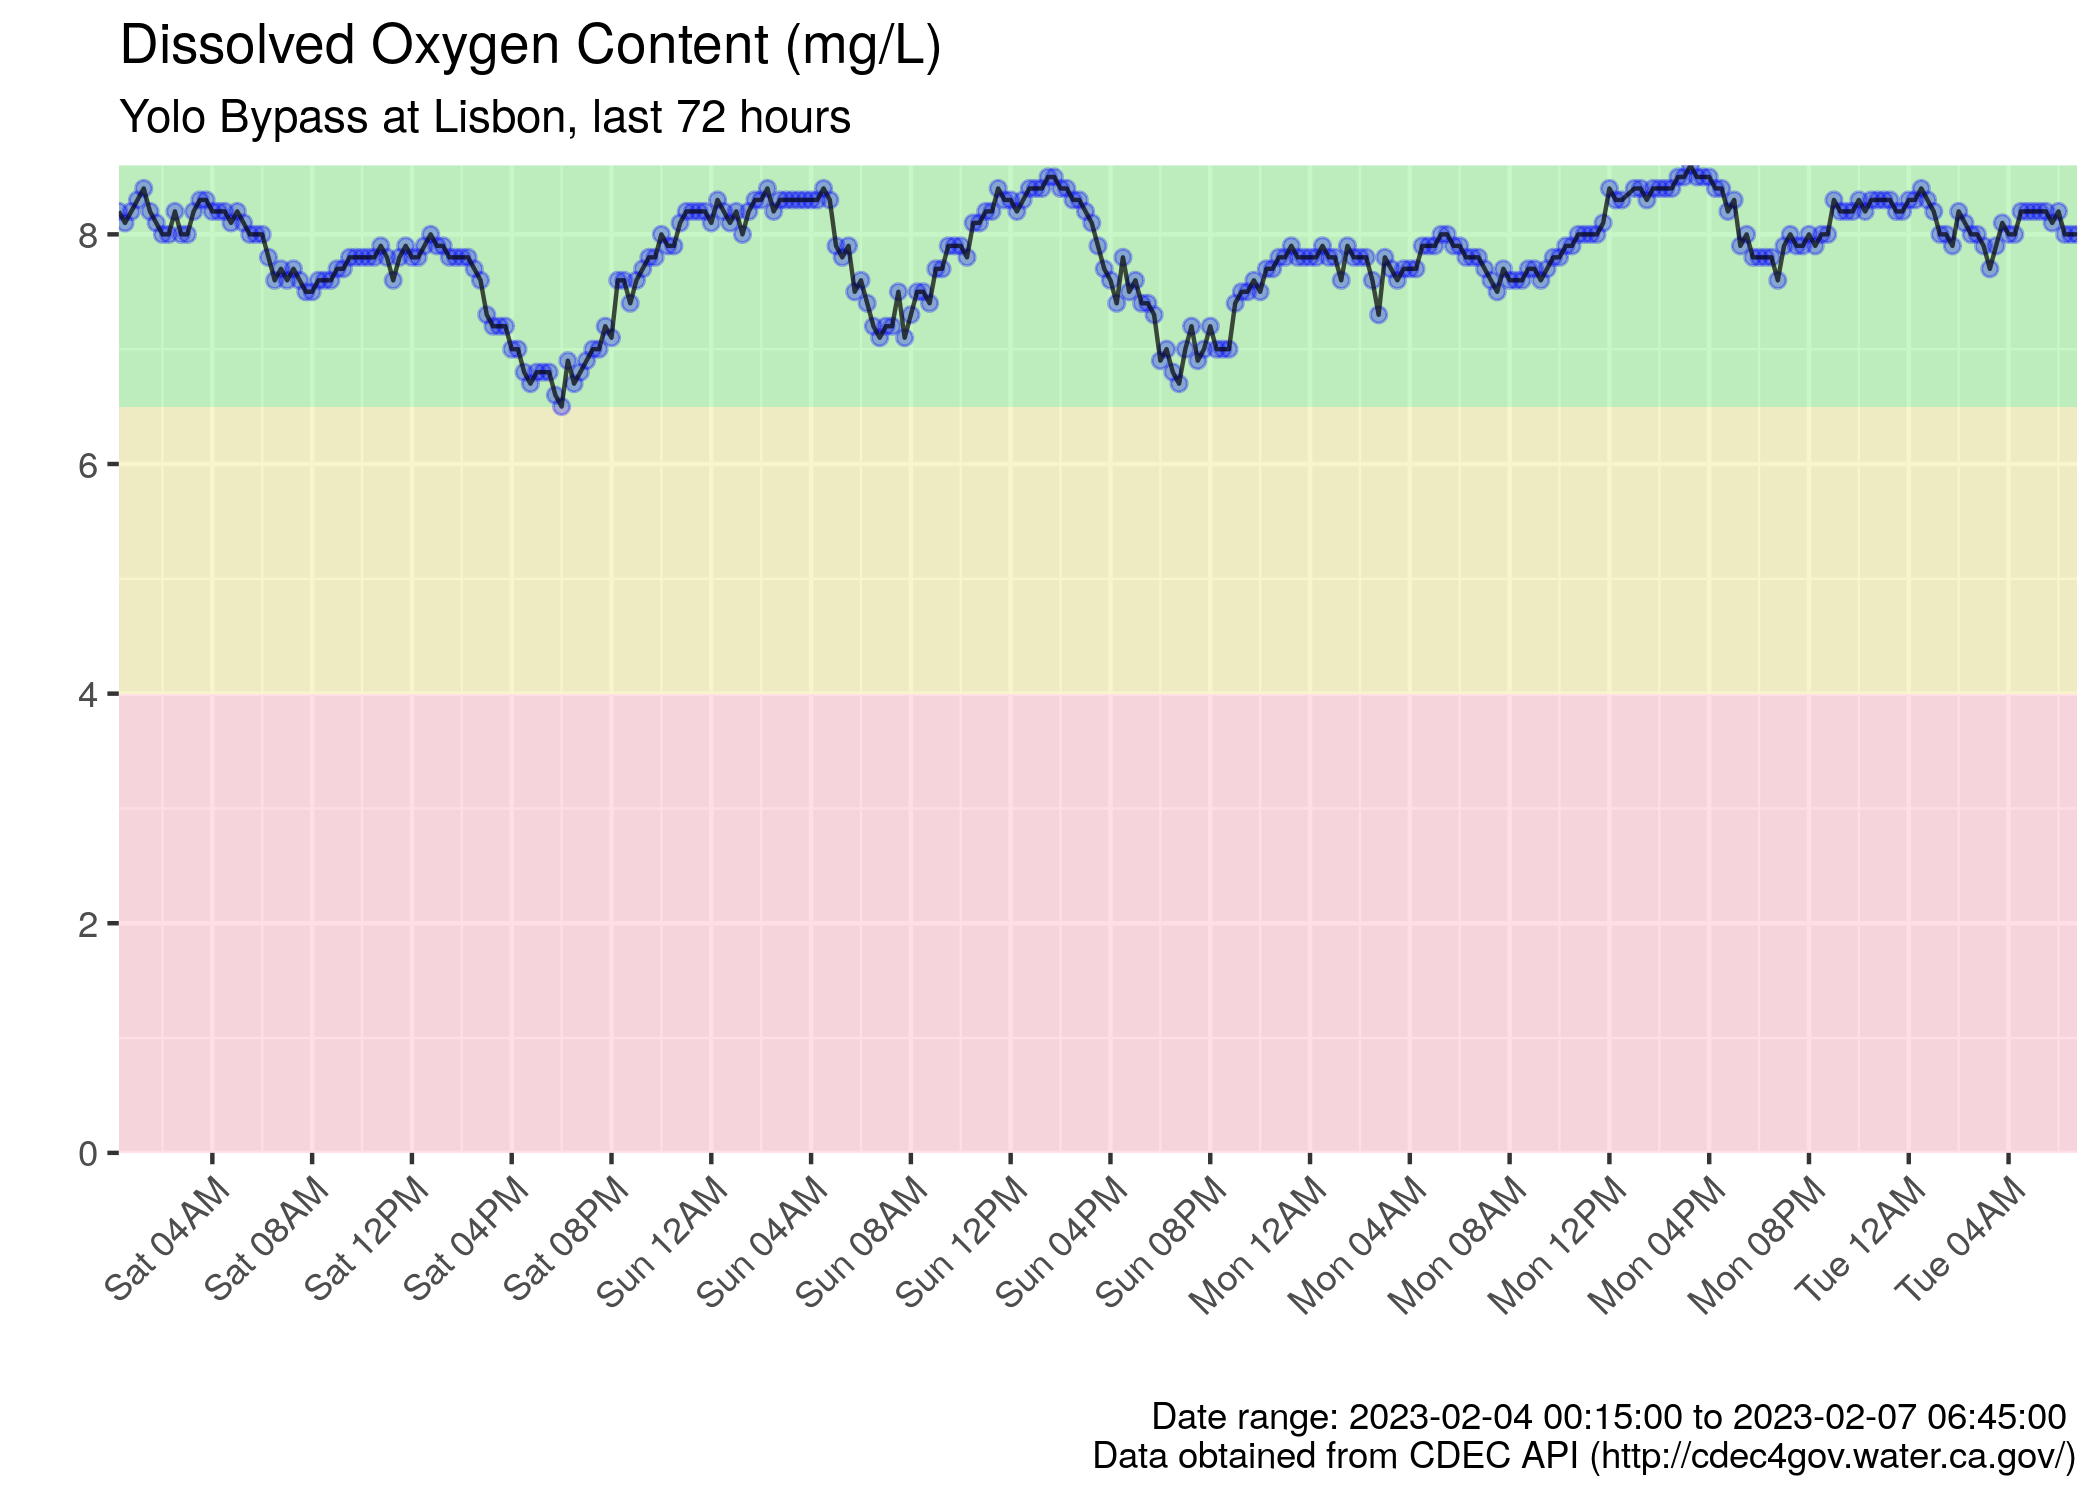 Dissolved Oxygen Content (mg/L)
Yolo Bypass at Lisbon, last 72 hours
8
6
4
2
0
Sat 04AM
Sat 08AM
Sat 12PM
Sat 04PM
Sat 08PM
Sun 12AM
Sun 04AM
Sun 08AM
Sun 12PM
Sun 04PM
Sun 08PM
Mon 12AM
Mon 04AM
Mon 08AM
Mon 12PM
Mon 04PM
Mon 08PM
Tue 12AM
Tue 04AM
Date range: 2023-02-04 00:15:00 to 2023-02-07 06:45:00
Data obtained from CDEC API (http://cdec4gov.water.ca.gov/)